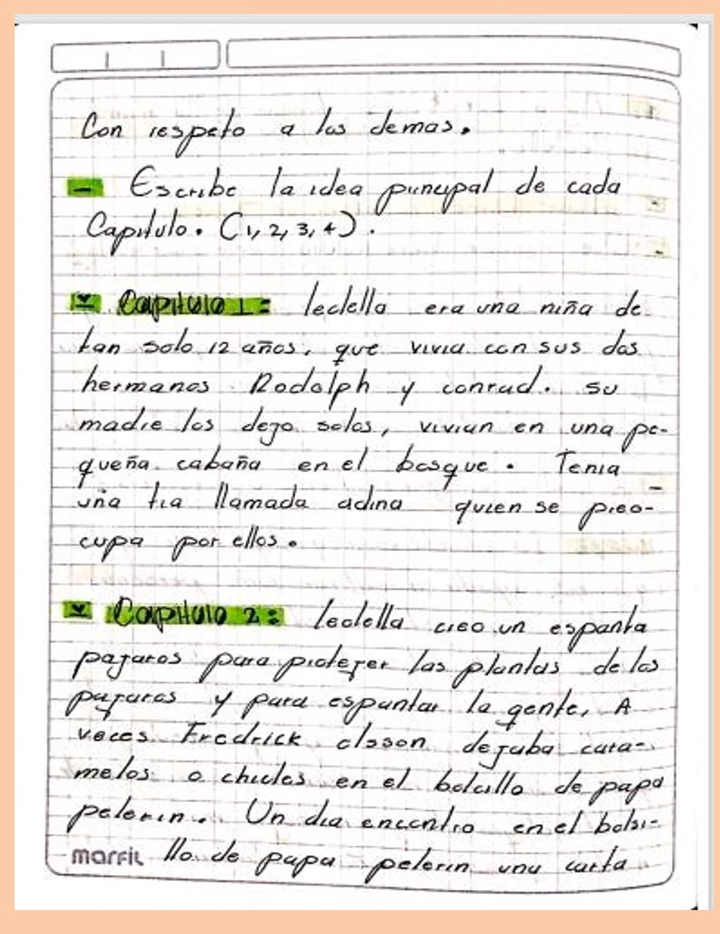 Con respeto a los demas.
- Escribe la idea principal de cada
Capitulo. (1, 2, 3, 4).
Capitulo 1: leclella era una niña de
tan solo 12 años, que vivia con sus dos
hermanos Rodolph y conrad. su
madre los dejo solos, vivian en una pe-
queña cabaña en el bosque. Tenia
uña tia llamada adina quien se preo-
cupa por ellos.
Capitulo 2: leclella creo un espanta
pajaros para proteger las plantas de los
pajaros y para espantar la gente. A
veces Fredrick olsson dejaba cara-
melos o chicles en el bolcillo de papa
pelerin. Un dia encontro en el bolsi-
llo de papa pelerin una carta
marfil